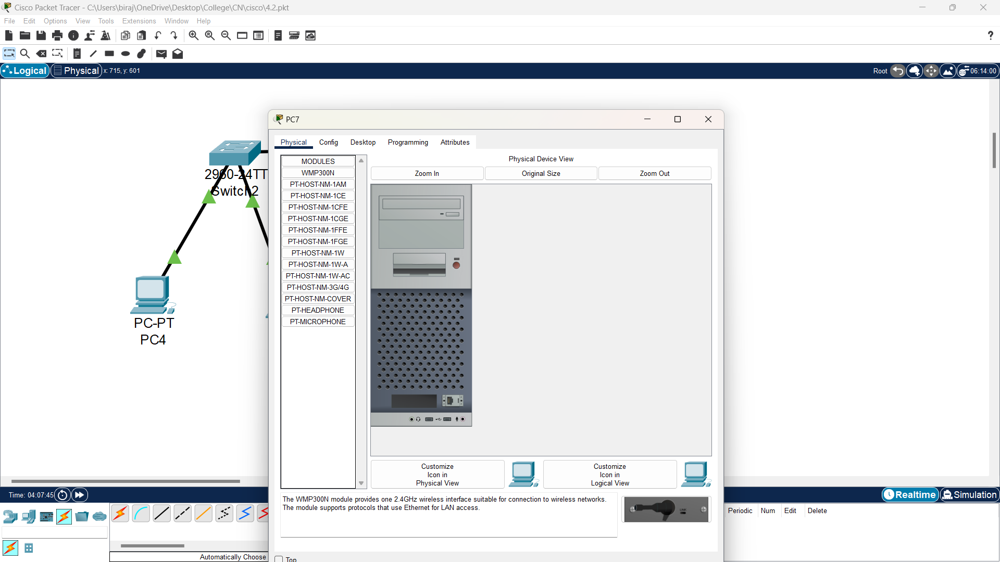 Cisco Packet Tracer - C:\Users\biraj\OneDrive\Desktop\College\CN\cisco\4.2.pkt
File Edit Options View Tools Extensions Window Help
?
Logical Physical x: 715, y: 601 Root 06:14:00
PC7
Physical Config Desktop Programming Attributes
MODULES
WMP300N
PT-HOST-NM-1AM
PT-HOST-NM-1CE
PT-HOST-NM-1CFE
PT-HOST-NM-1CGE
PT-HOST-NM-1FFE
PT-HOST-NM-1FGE
PT-HOST-NM-1W
PT-HOST-NM-1W-A
PT-HOST-NM-1W-AC
PT-HOST-NM-3G/4G
PT-HOST-NM-COVER
PT-HEADPHONE
PT-MICROPHONE
Physical Device View
Zoom In Original Size Zoom Out
2960-24TT
Switch2
PC-PT
PC4
Customize
Icon in
Physical View
Customize
Icon in
Logical View
The WMP300N module provides one 2.4GHz wireless interface suitable for connection to wireless networks.
The module supports protocols that use Ethernet for LAN access.
LINK
Top
Time: 04:07:45
Realtime Simulation
Periodic Num Edit Delete
Automatically Choose